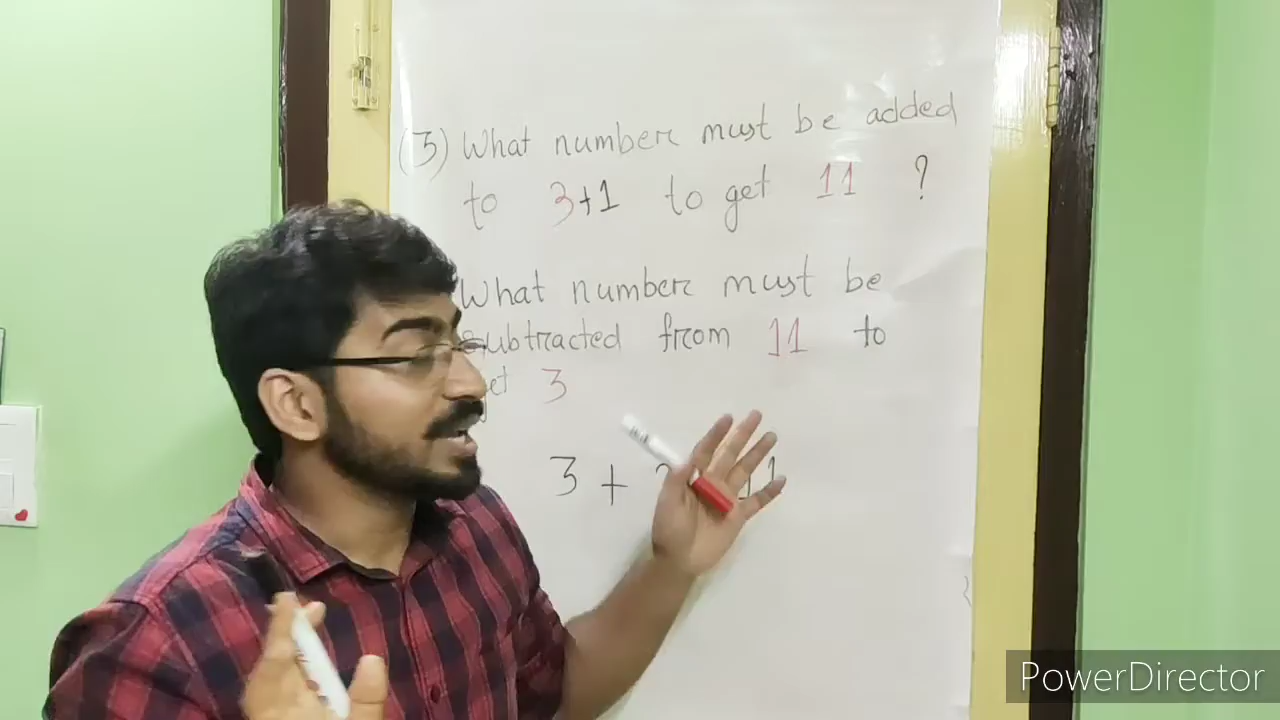 (3) What number must be added
to 3+1 to get 11 ?
What number must be
subtracted from 11 to
3
3 +
PowerDirector